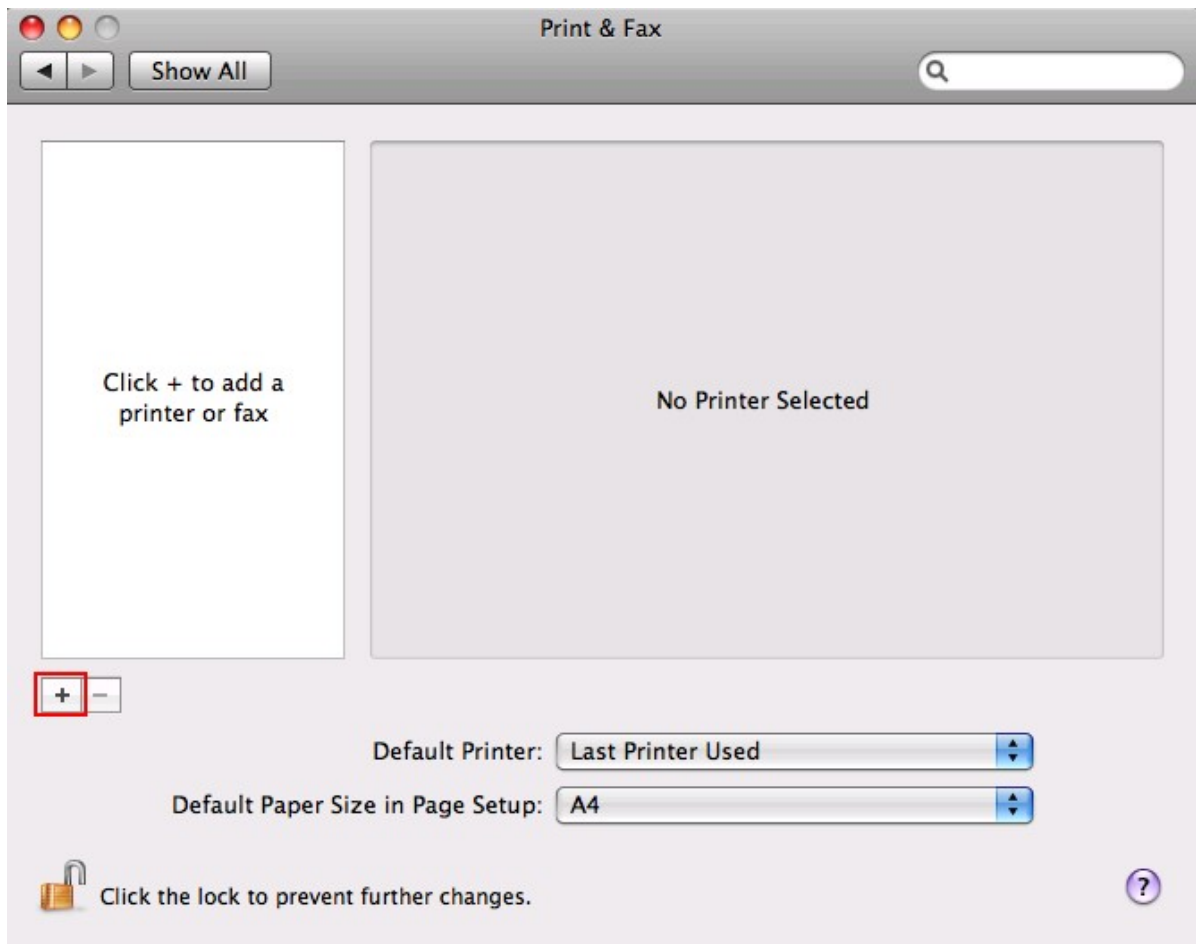 Print & Fax
Show All
Click + to add a
printer or fax
No Printer Selected
+ −
Default Printer: Last Printer Used
Default Paper Size in Page Setup: A4
Click the lock to prevent further changes.
?